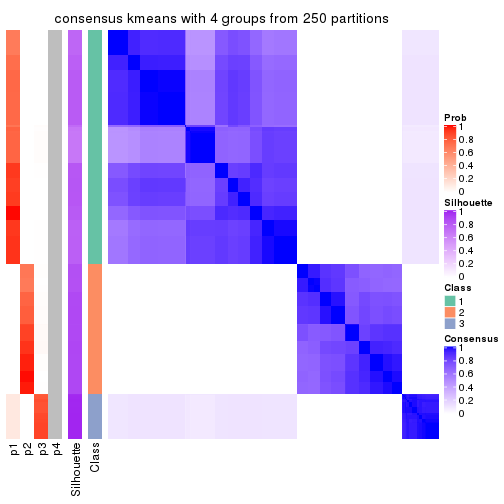 consensus kmeans with 4 groups from 250 partitions
Prob
1
0.8
0.6
0.4
0.2
0
Silhouette
1
0.8
0.6
0.4
0.2
0
Class
1
2
3
Consensus
1
0.8
0.6
0.4
0.2
0
p1
p2
p3
p4
Silhouette
Class